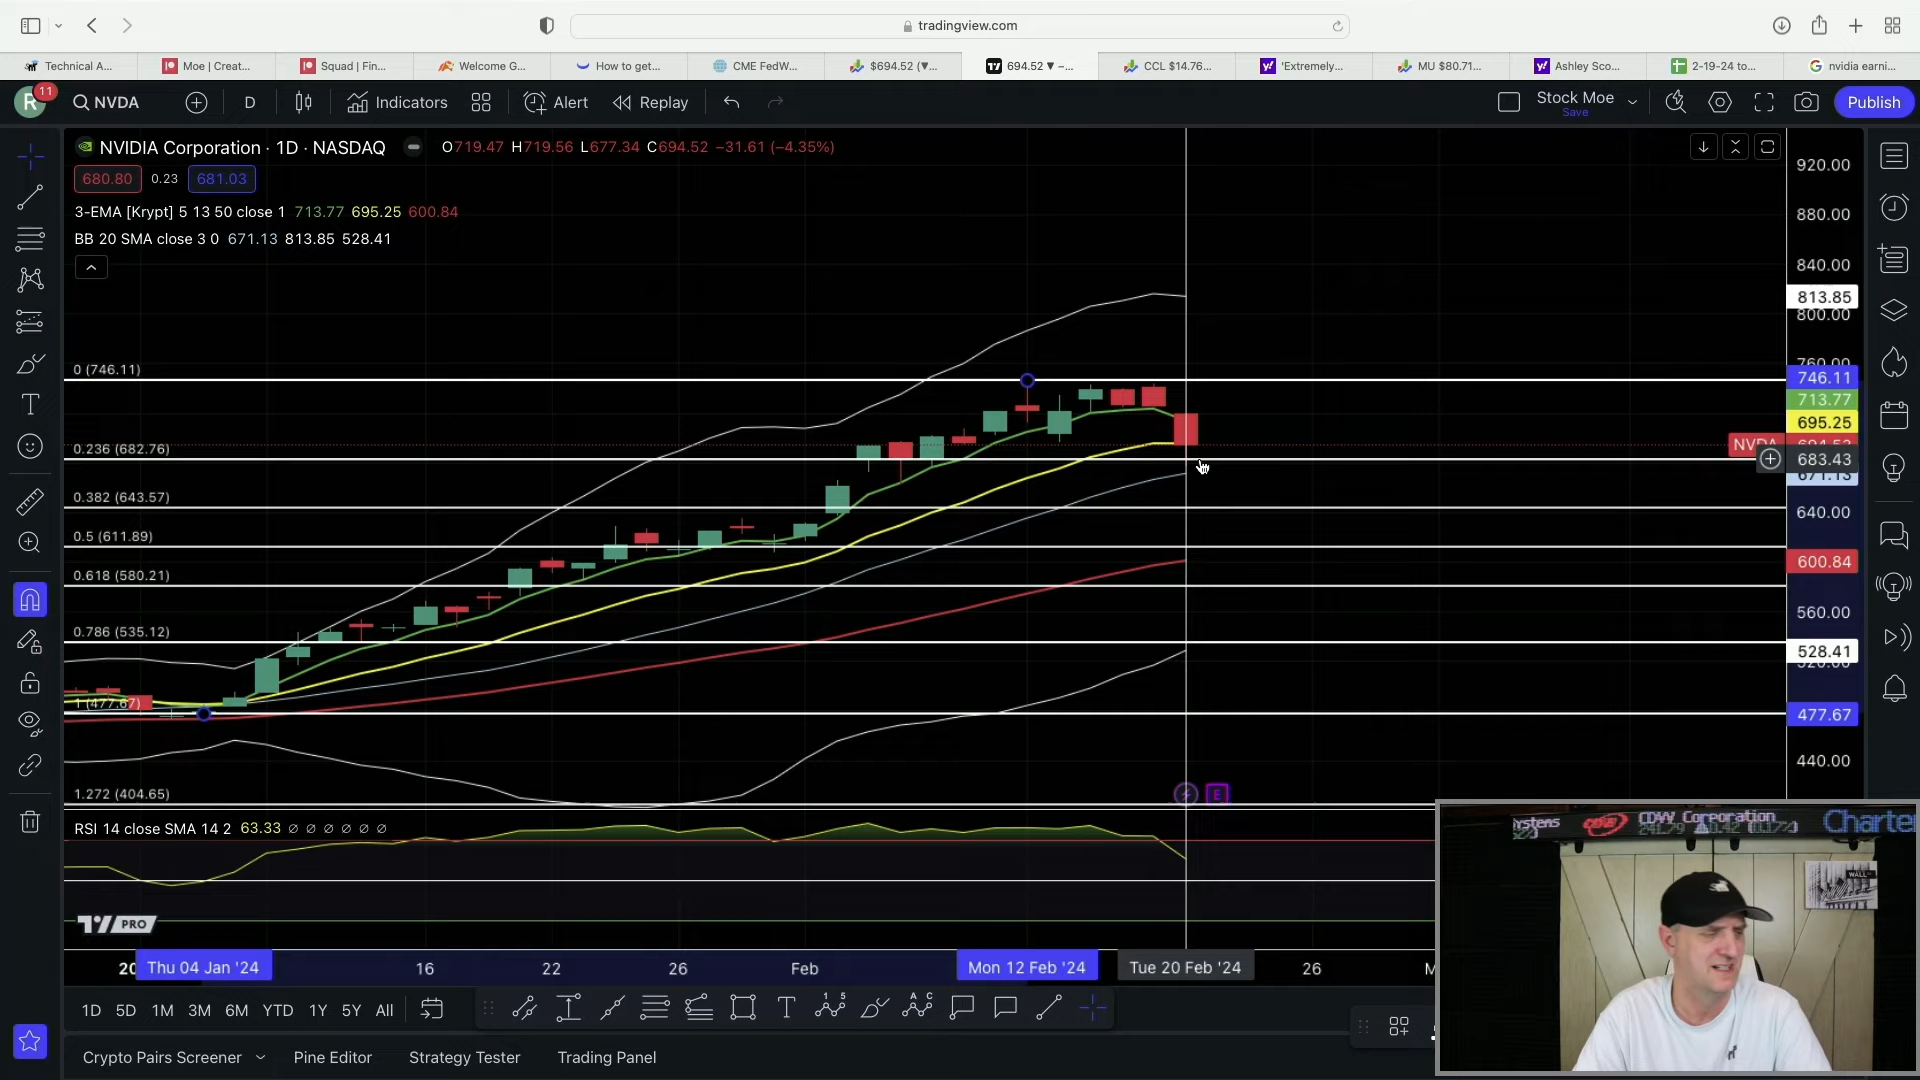 tradingview.com
Technical A...
Moe | Creat...
Squad | Fin...
Welcome G...
How to get...
CME FedW...
$694.52 (▼...
694.52 ▼ −...
CCL $14.76...
'Extremely...
MU $80.71...
Ashley Sco...
2-19-24 to...
nvidia earni...
R
11
NVDA
D
Indicators
Alert
Replay
Stock Moe
Save
Publish
NVIDIA Corporation · 1D · NASDAQ
O719.47 H719.56 L677.34 C694.52 −31.61 (−4.35%)
680.80
0.23
681.03
3-EMA [Krypt] 5 13 50 close 1 713.77 695.25 600.84
BB 20 SMA close 3 0 671.13 813.85 528.41
920.00
880.00
840.00
813.85
800.00
760.00
746.11
713.77
695.25
NVDA
683.43
671.13
640.00
600.84
560.00
528.41
520.00
477.67
440.00
0 (746.11)
0.236 (682.76)
0.382 (643.57)
0.5 (611.89)
0.618 (580.21)
0.786 (535.12)
1 (477.67)
1.272 (404.65)
E
RSI 14 close SMA 14 2 63.33 ∅ ∅ ∅ ∅ ∅ ∅
PRO
20
Thu 04 Jan '24
16
22
26
Feb
Mon 12 Feb '24
Tue 20 Feb '24
26
M
CDW Corporation
Charte
WALL
1D 5D 1M 3M 6M YTD 1Y 5Y All
Crypto Pairs Screener
Pine Editor
Strategy Tester
Trading Panel